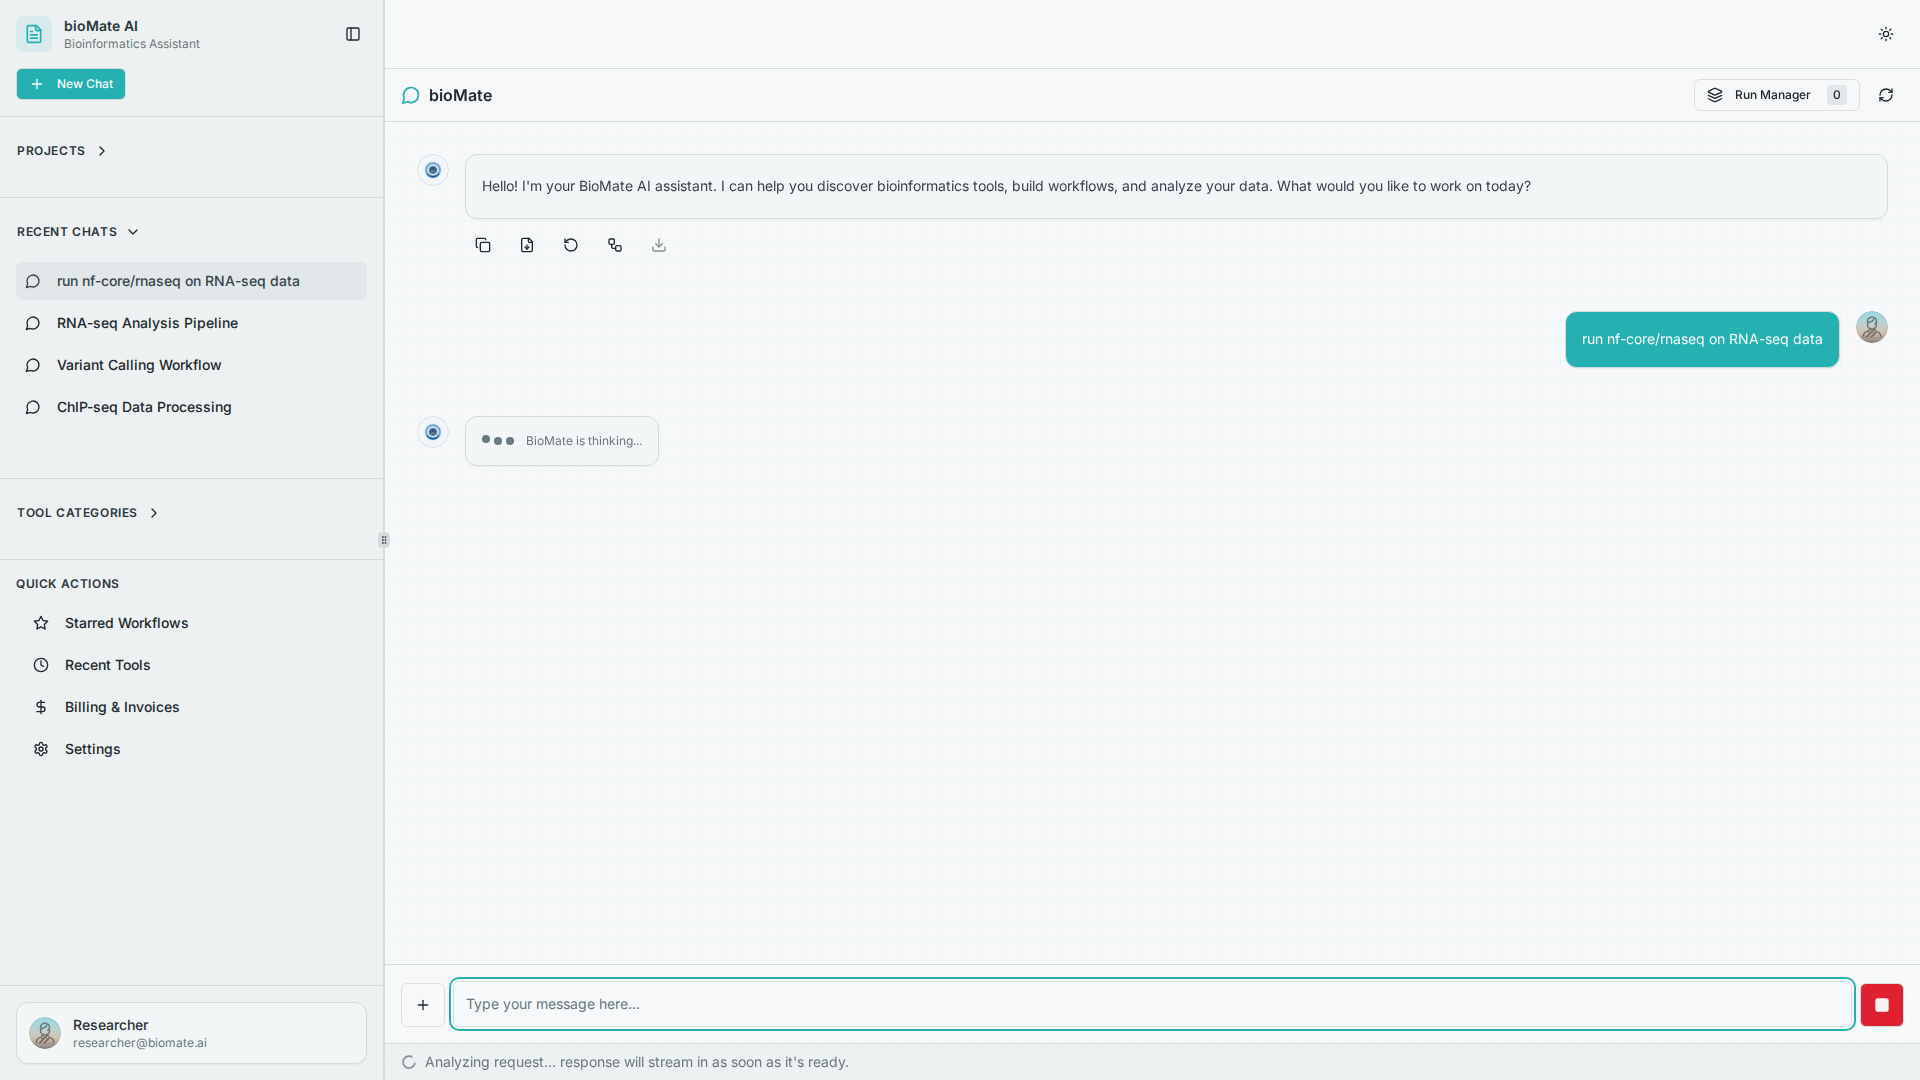 bioMate AI
Bioinformatics Assistant
New Chat
PROJECTS
RECENT CHATS
run nf-core/rnaseq on RNA-seq data
RNA-seq Analysis Pipeline
Variant Calling Workflow
ChIP-seq Data Processing
TOOL CATEGORIES
QUICK ACTIONS
Starred Workflows
Recent Tools
Billing & Invoices
Settings
Researcher
researcher@biomate.ai
bioMate
Run Manager 0
Hello! I'm your BioMate AI assistant. I can help you discover bioinformatics tools, build workflows, and analyze your data. What would you like to work on today?
run nf-core/rnaseq on RNA-seq data
BioMate is thinking...
Type your message here...
Analyzing request... response will stream in as soon as it's ready.